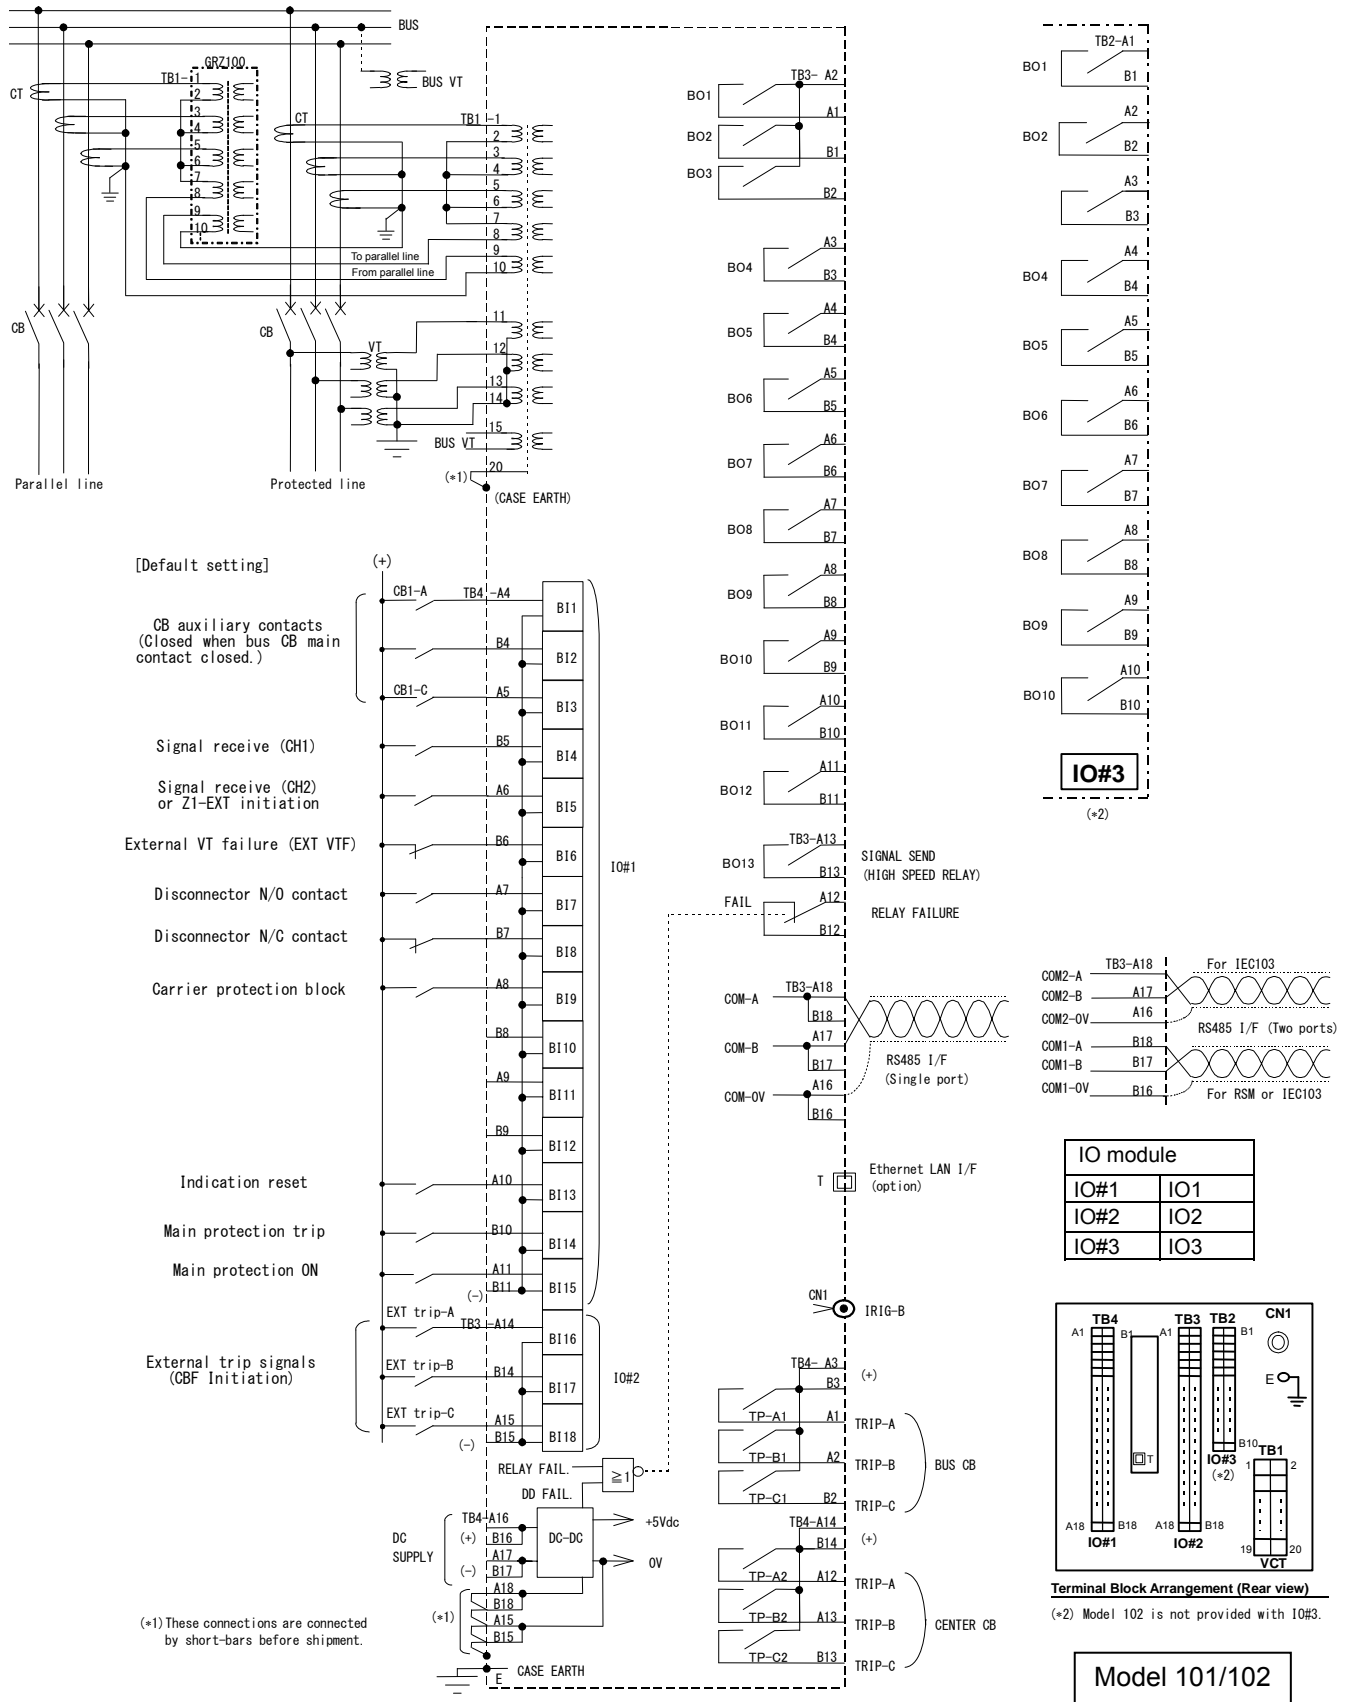 BUS
GRZ100
TB1- 1
2
3
4
5
6
7
8
9
10
CT
BUS VT
CT
TB1 -1
2
3
4
5
6
7
8
9
10
To parallel line
From parallel line
11
12
13
14
15
20
CB
CB
VT
BUS VT
(*1)
(CASE EARTH)
Parallel line
Protected line
[Default setting]
(+)
CB auxiliary contacts
(Closed when bus CB main
contact closed.)
CB1-A
TB4 -A4
BI1
B4
BI2
CB1-C
A5
BI3
Signal receive (CH1)
B5
BI4
Signal receive (CH2)
or Z1-EXT initiation
A6
BI5
External VT failure (EXT VTF)
B6
BI6
IO#1
Disconnector N/O contact
A7
BI7
Disconnector N/C contact
B7
BI8
Carrier protection block
A8
BI9
B8
BI10
A9
BI11
B9
BI12
Indication reset
A10
BI13
Main protection trip
B10
BI14
Main protection ON
A11
(-)
B11
BI15
External trip signals
(CBF Initiation)
EXT trip-A
TB3 -A14
BI16
EXT trip-B
B14
BI17
IO#2
EXT trip-C
A15
(-)
B15
BI18
RELAY FAIL.
≧1
DD FAIL.
DC
SUPPLY
TB4-A16
(+)
B16
A17
(-)
B17
DC-DC
+5Vdc
0V
(*1)
A18
B18
A15
B15
E
CASE EARTH
(*1)These connections are connected
by short-bars before shipment.
TB3- A2
BO1
A1
BO2
B1
BO3
B2
BO4
A3
B3
BO5
A4
B4
BO6
A5
B5
BO7
A6
B6
BO8
A7
B7
BO9
A8
B8
BO10
A9
B9
BO11
A10
B10
BO12
A11
B11
BO13
TB3-A13
B13
SIGNAL SEND
(HIGH SPEED RELAY)
FAIL
A12
B12
RELAY FAILURE
COM-A
TB3-A18
B18
COM-B
A17
B17
COM-0V
A16
B16
RS485 I/F
(Single port)
T
Ethernet LAN I/F
(option)
CN1
IRIG-B
TB4- A3
(+)
B3
TP-A1
A1
TRIP-A
TP-B1
A2
TRIP-B
BUS CB
TP-C1
B2
TRIP-C
TB4-A14
(+)
B14
TP-A2
A12
TRIP-A
TP-B2
A13
TRIP-B
CENTER CB
TP-C2
B13
TRIP-C
BO1
TB2-A1
B1
BO2
A2
B2
A3
B3
BO4
A4
B4
BO5
A5
B5
BO6
A6
B6
BO7
A7
B7
BO8
A8
B8
BO9
A9
B9
BO10
A10
B10
IO#3
(*2)
COM2-A
TB3-A18
For IEC103
COM2-B
A17
COM2-0V
A16
RS485 I/F (Two ports)
COM1-A
B18
COM1-B
B17
COM1-0V
B16
For RSM or IEC103
IO module
IO#1 IO1
IO#2 IO2
IO#3 IO3
TB4
A1
B1
A18
B18
IO#1
T
TB3
A1
A18
B18
IO#2
TB2
B1
B10
IO#3
(*2)
CN1
E
TB1
1
2
19
20
VCT
Terminal Block Arrangement (Rear view)
(*2) Model 102 is not provided with IO#3.
Model 101/102